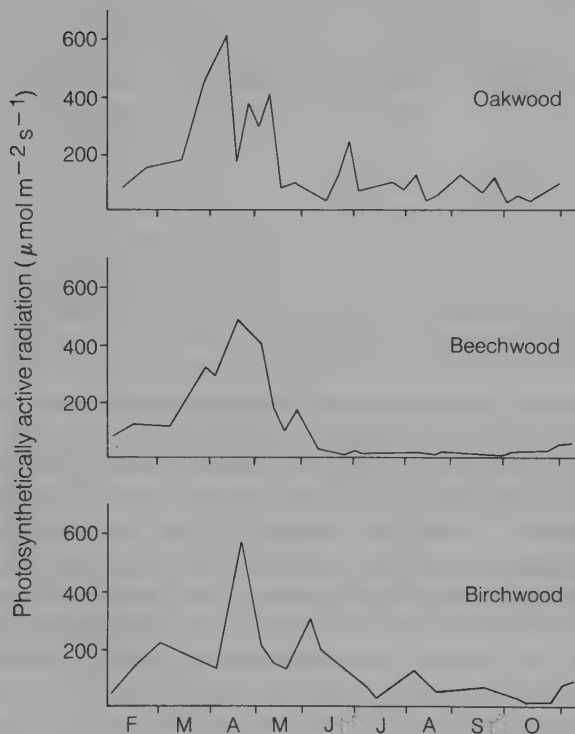 Photosynthetically active radiation (μmol m⁻² s⁻¹)
600
400
200
Oakwood
600
400
200
Beechwood
600
400
200
Birchwood
F M A M J J A S O